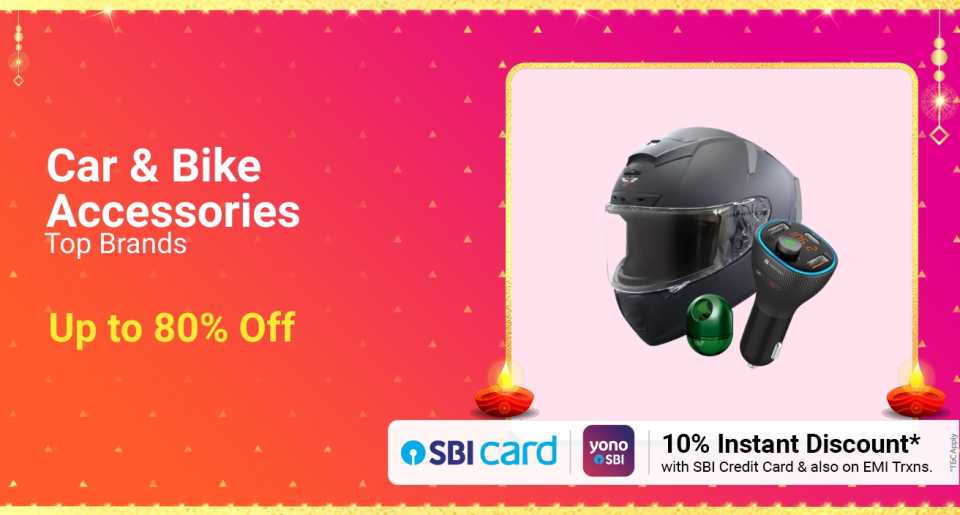 Car & Bike
Accessories
Top Brands
Up to 80% Off
SBI card
yono
SBI
10% Instant Discount*
with SBI Credit Card & also on EMI Trxns.
*T&C Apply